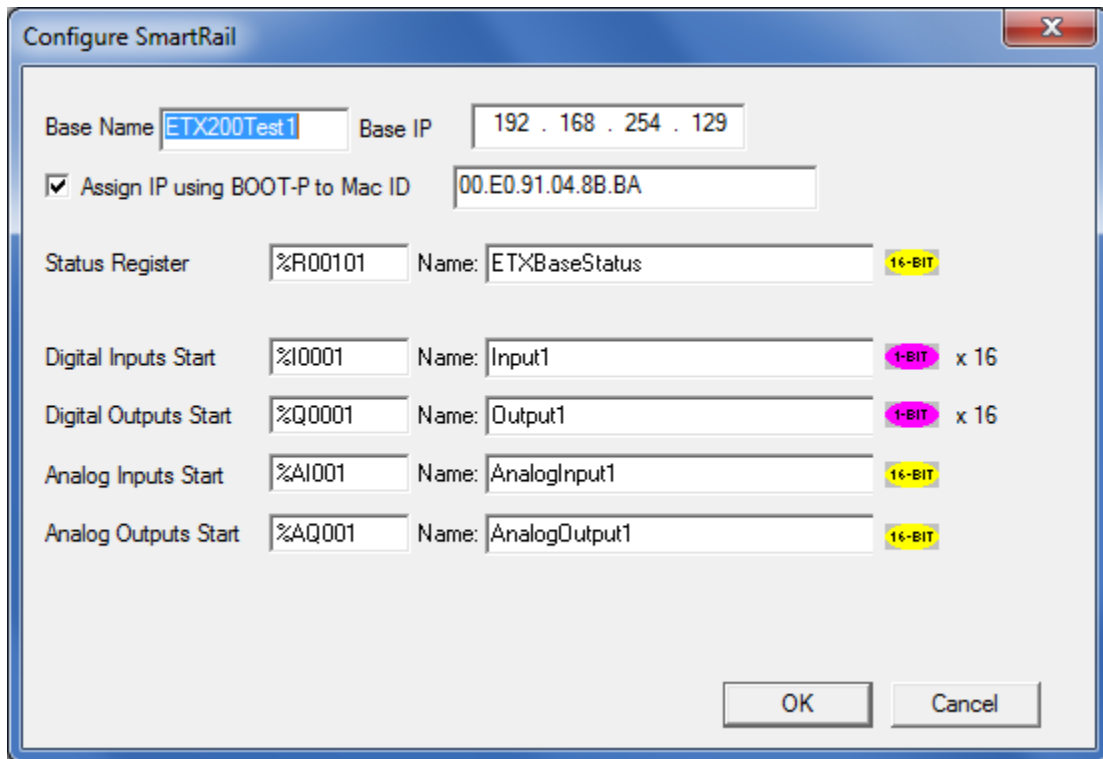 Configure SmartRail
Base Name ETX200Test1 Base IP 192 . 168 . 254 . 129
Assign IP using BOOT-P to Mac ID 00.E0.91.04.8B.BA
Status Register %R00101 Name: ETXBaseStatus 16-BIT
Digital Inputs Start %I0001 Name: Input1 1-BIT x 16
Digital Outputs Start %Q0001 Name: Output1 1-BIT x 16
Analog Inputs Start %AI001 Name: AnalogInput1 16-BIT
Analog Outputs Start %AQ001 Name: AnalogOutput1 16-BIT
OK Cancel